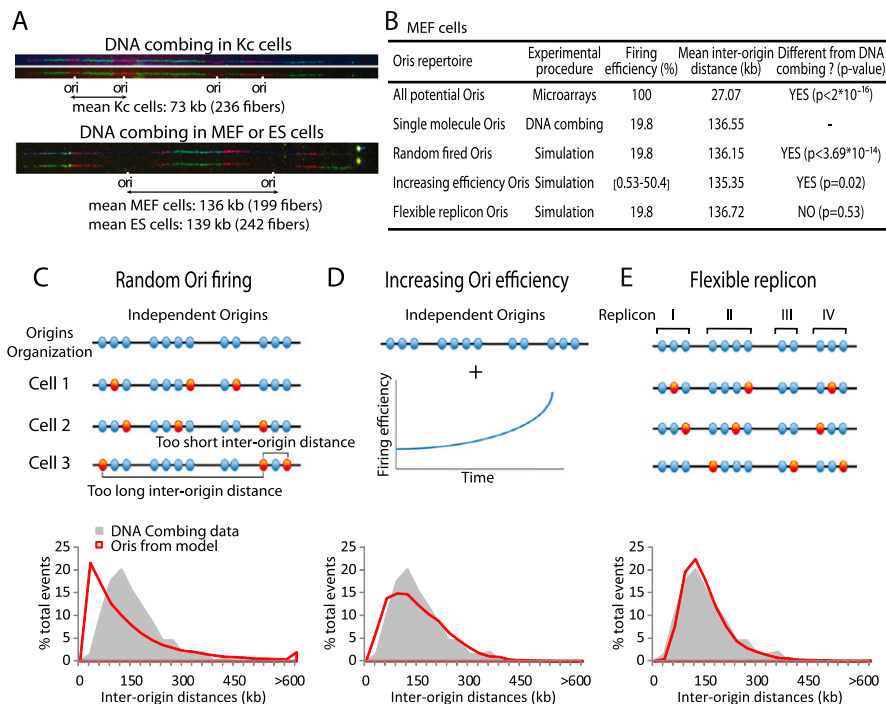 A
DNA combing in Kc cells
ori ori ori ori
mean Kc cells: 73 kb (236 fibers)
DNA combing in MEF or ES cells
ori ori
mean MEF cells: 136 kb (199 fibers)
mean ES cells: 139 kb (242 fibers)
B MEF cells
Oris repertoire Experimental procedure Firing efficiency (%) Mean inter-origin distance (kb) Different from DNA combing ? (p-value)
All potential Oris Microarrays 100 27.07 YES (p<2*10⁻¹⁶)
Single molecule Oris DNA combing 19.8 136.55 -
Random fired Oris Simulation 19.8 136.15 YES (p<3.69*10⁻¹⁴)
Increasing efficiency Oris Simulation [0.53-50.4] 135.35 YES (p=0.02)
Flexible replicon Oris Simulation 19.8 136.72 NO (p=0.53)
C Random Ori firing
Independent Origins
Origins
Organization
Cell 1
Cell 2
Too short inter-origin distance
Cell 3
Too long inter-origin distance
DNA Combing data
Oris from model
% total events
25
20
15
10
5
0
0 150 300 450 >600
Inter-origin distances (kb)
D Increasing Ori efficiency
Independent Origins
+
Firing efficiency
Time
% total events
25
20
15
10
5
0
0 150 300 450 >600
Inter-origin distances (kb)
E Flexible replicon
Replicon I II III IV
% total events
25
20
15
10
5
0
0 150 300 450 >600
Inter-origin distances (kb)